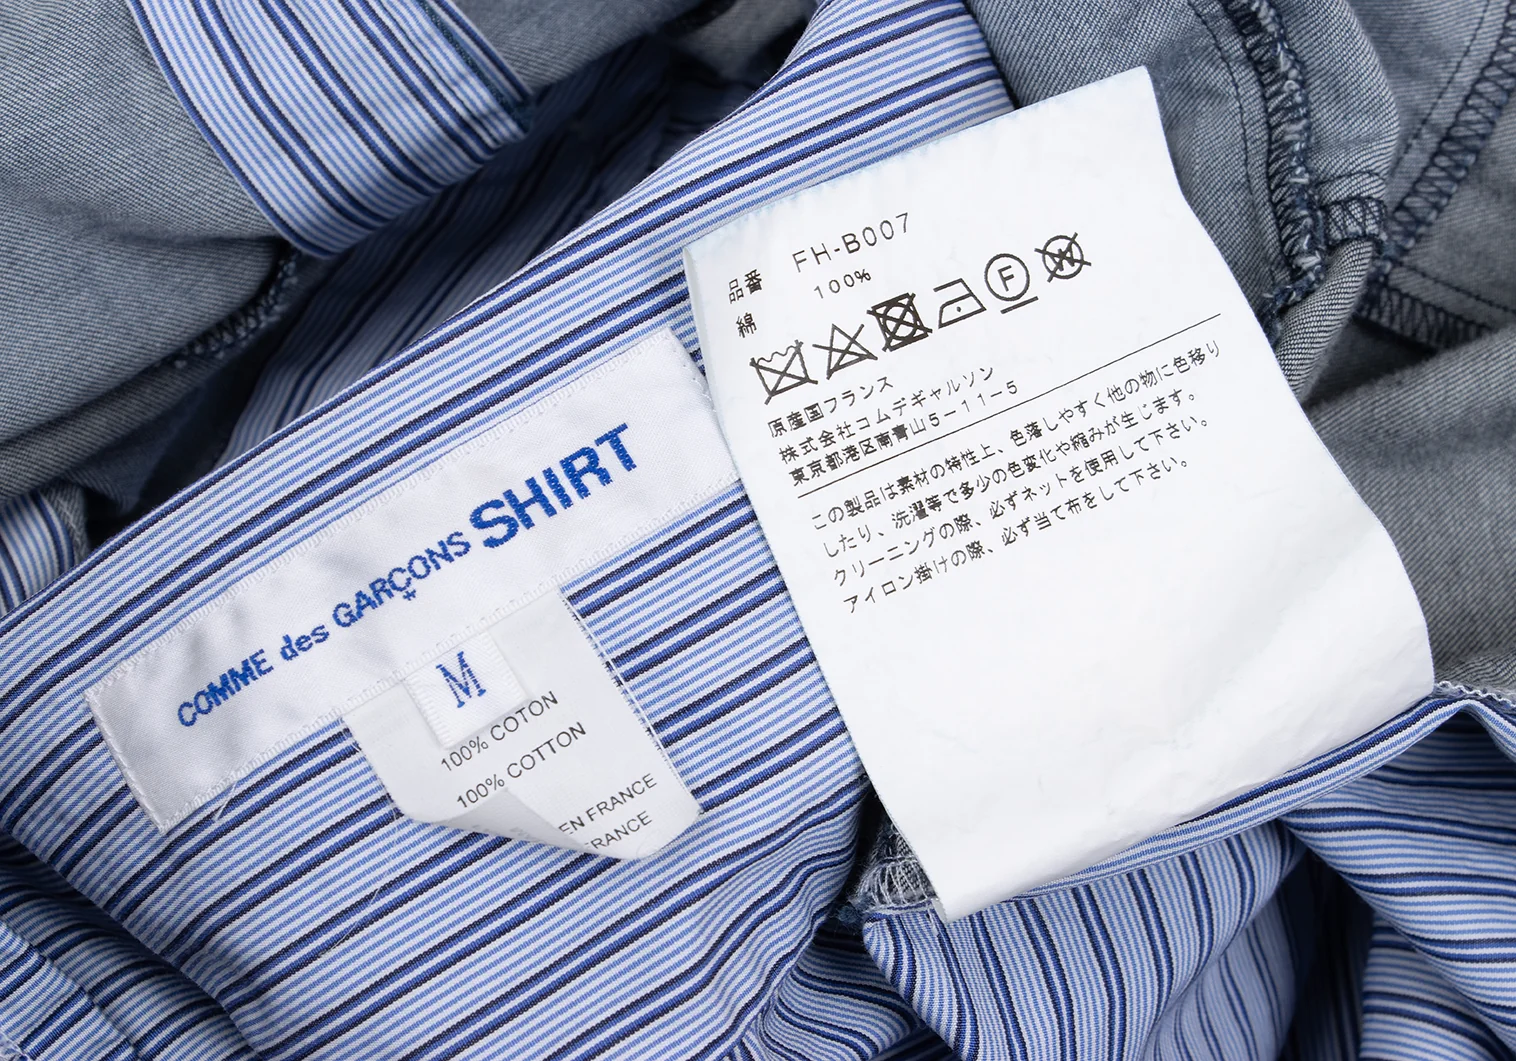 COMME des GARÇONS SHIRT
M
100% COTON
100% COTTON
EN FRANCE
FRANCE
品番 FH-B007
綿 100%
F W
原産国フランス
株式会社コムデギャルソン
東京都港区南青山5-11-5
この製品は素材の特性上、色落しやすく他の物に色移り
したり、洗濯等で多少の色変化や縮みが生じます。
クリーニングの際、必ずネットを使用して下さい。
アイロン掛けの際、必ず当て布をして下さい。